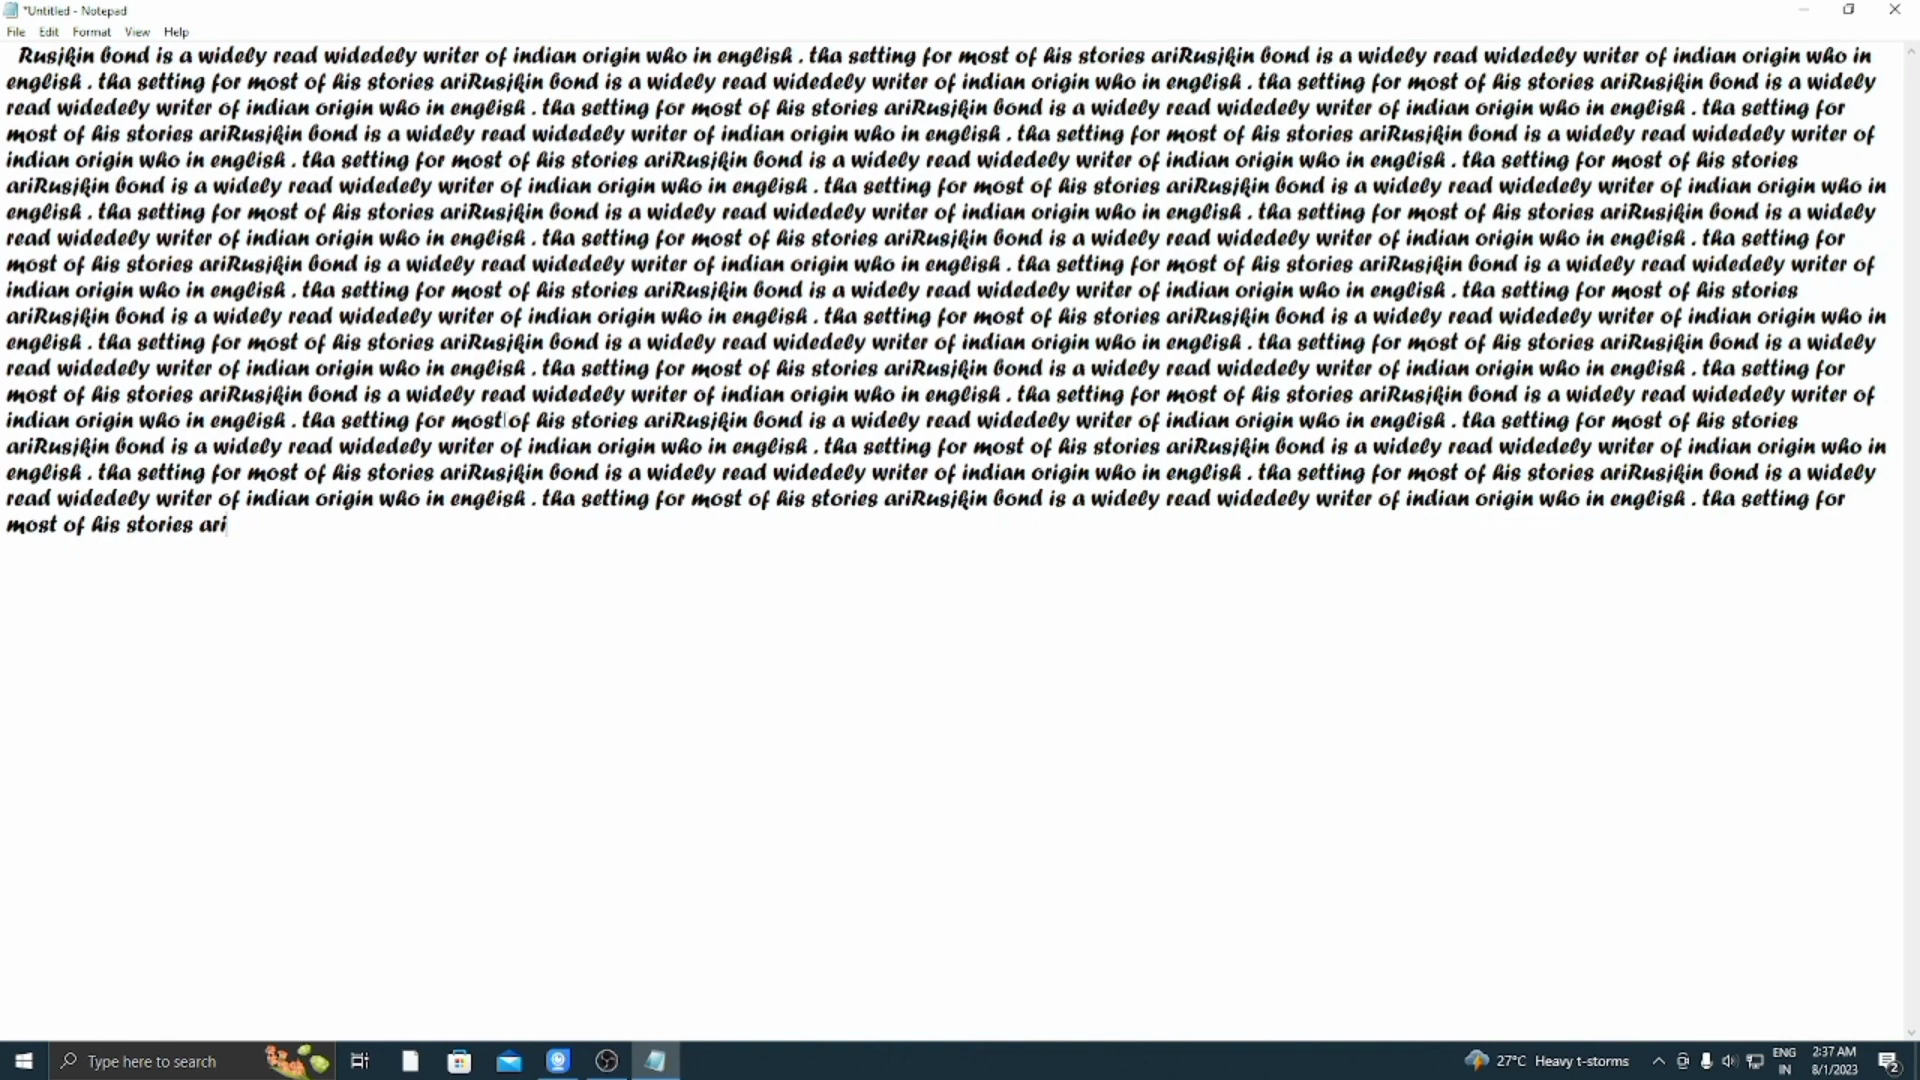 *Untitled - Notepad
File Edit Format View Help
Rusjkin bond is a widely read widedely writer of indian origin who in english . tha setting for most of his stories ariRusjkin bond is a widely read widedely writer of indian origin who in
english . tha setting for most of his stories ariRusjkin bond is a widely read widedely writer of indian origin who in english . tha setting for most of his stories ariRusjkin bond is a widely
read widedely writer of indian origin who in english . tha setting for most of his stories ariRusjkin bond is a widely read widedely writer of indian origin who in english . tha setting for
most of his stories ariRusjkin bond is a widely read widedely writer of indian origin who in english . tha setting for most of his stories ariRusjkin bond is a widely read widedely writer of
indian origin who in english . tha setting for most of his stories ariRusjkin bond is a widely read widedely writer of indian origin who in english . tha setting for most of his stories
ariRusjkin bond is a widely read widedely writer of indian origin who in english . tha setting for most of his stories ariRusjkin bond is a widely read widedely writer of indian origin who in
english . tha setting for most of his stories ariRusjkin bond is a widely read widedely writer of indian origin who in english . tha setting for most of his stories ariRusjkin bond is a widely
read widedely writer of indian origin who in english . tha setting for most of his stories ariRusjkin bond is a widely read widedely writer of indian origin who in english . tha setting for
most of his stories ariRusjkin bond is a widely read widedely writer of indian origin who in english . tha setting for most of his stories ariRusjkin bond is a widely read widedely writer of
indian origin who in english . tha setting for most of his stories ariRusjkin bond is a widely read widedely writer of indian origin who in english . tha setting for most of his stories
ariRusjkin bond is a widely read widedely writer of indian origin who in english . tha setting for most of his stories ariRusjkin bond is a widely read widedely writer of indian origin who in
english . tha setting for most of his stories ariRusjkin bond is a widely read widedely writer of indian origin who in english . tha setting for most of his stories ariRusjkin bond is a widely
read widedely writer of indian origin who in english . tha setting for most of his stories ariRusjkin bond is a widely read widedely writer of indian origin who in english . tha setting for
most of his stories ariRusjkin bond is a widely read widedely writer of indian origin who in english . tha setting for most of his stories ariRusjkin bond is a widely read widedely writer of
indian origin who in english . tha setting for most of his stories ariRusjkin bond is a widely read widedely writer of indian origin who in english . tha setting for most of his stories
ariRusjkin bond is a widely read widedely writer of indian origin who in english . tha setting for most of his stories ariRusjkin bond is a widely read widedely writer of indian origin who in
english . tha setting for most of his stories ariRusjkin bond is a widely read widedely writer of indian origin who in english . tha setting for most of his stories ariRusjkin bond is a widely
read widedely writer of indian origin who in english . tha setting for most of his stories ariRusjkin bond is a widely read widedely writer of indian origin who in english . tha setting for
most of his stories ari
Type here to search 27°C Heavy t-storms ENG 2:37 AM
IN 8/1/2023 2